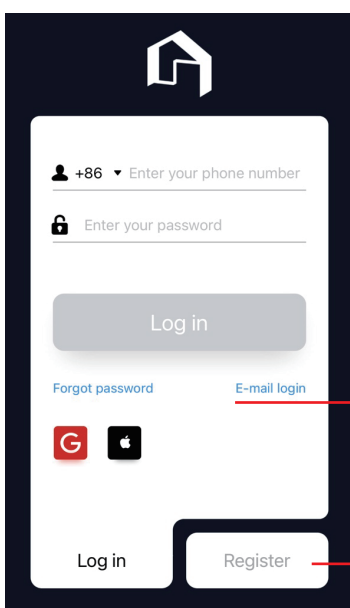 +86 Enter your phone number
Enter your password
Log in
Forgot password E-mail login
G
Log in Register